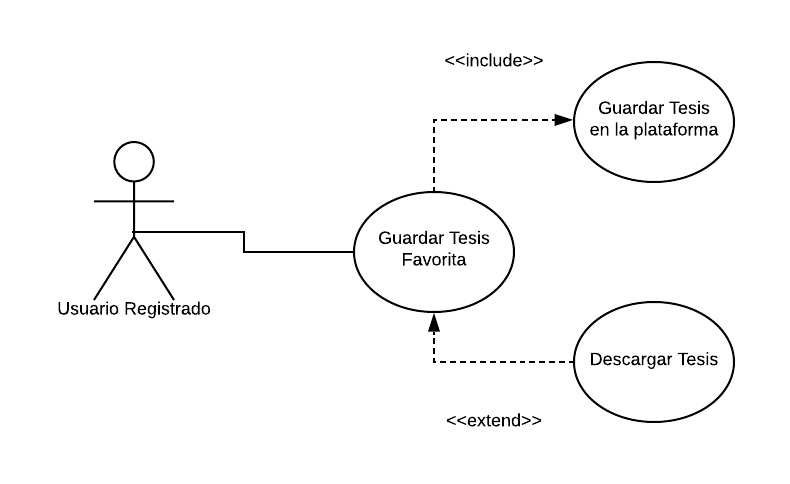 <<include>>
Guardar Tesis
en la plataforma
Guardar Tesis
Favorita
Usuario Registrado
Descargar Tesis
<<extend>>